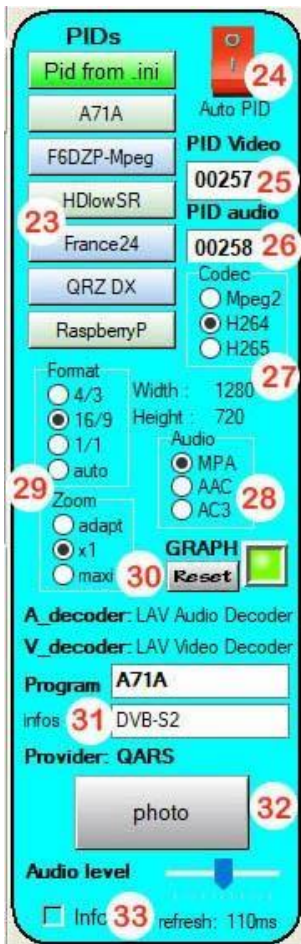 PIDs
Pid from .ini
A71A
F6DZP-Mpeg
HDlowSR
23
France24
QRZ DX
RaspberryP
O
I
24
Auto PID
PID Video
00257 25
PID audio
00258 26
Codec
Mpeg2
H264
H265
27
Format
4/3
16/9
1/1
auto
29
Width : 1280
Height : 720
Audio
MPA
AAC
AC3
28
Zoom
adapt
x1
maxi
30
GRAPH
Reset
A_decoder: LAV Audio Decoder
V_decoder: LAV Video Decoder
Program A71A
infos 31 DVB-S2
Provider: QARS
photo 32
Audio level
Info 33 refresh: 110ms